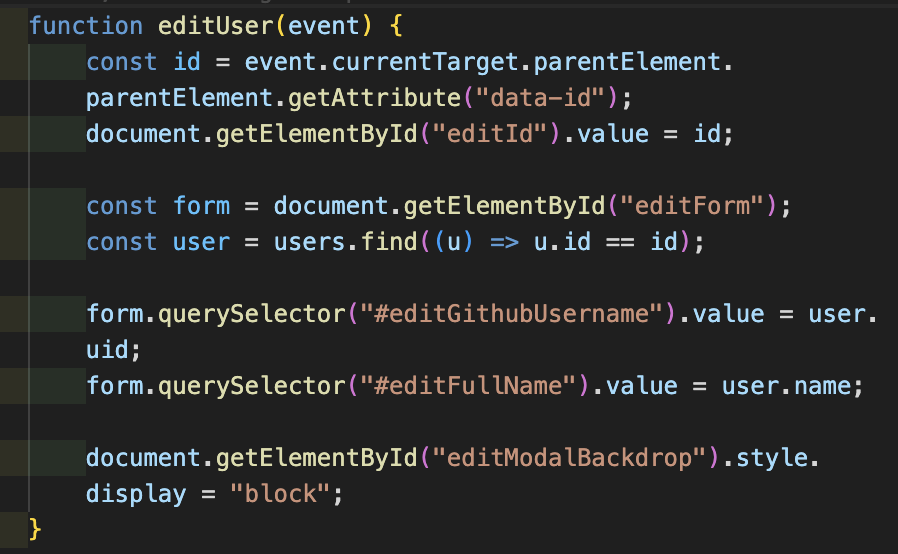 function editUser(event) {
const id = event.currentTarget.parentElement.
parentElement.getAttribute("data-id");
document.getElementById("editId").value = id;
const form = document.getElementById("editForm");
const user = users.find((u) => u.id == id);
form.querySelector("#editGithubUsername").value = user.
uid;
form.querySelector("#editFullName").value = user.name;
document.getElementById("editModalBackdrop").style.
display = "block";
}